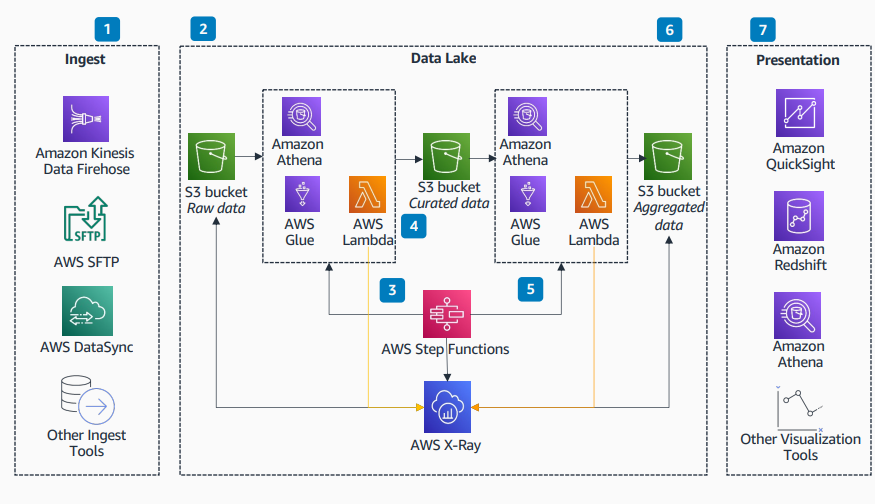 1
Ingest
Amazon Kinesis
Data Firehose
SFTP
AWS SFTP
AWS DataSync
Other Ingest
Tools
2
6
Data Lake
S3 bucket
Raw data
Amazon
Athena
AWS
Glue
AWS
Lambda
4
S3 bucket
Curated data
Amazon
Athena
AWS
Glue
AWS
Lambda
S3 bucket
Aggregated
data
3
5
AWS Step Functions
AWS X-Ray
7
Presentation
Amazon
QuickSight
Amazon
Redshift
Amazon
Athena
Other Visualization
Tools